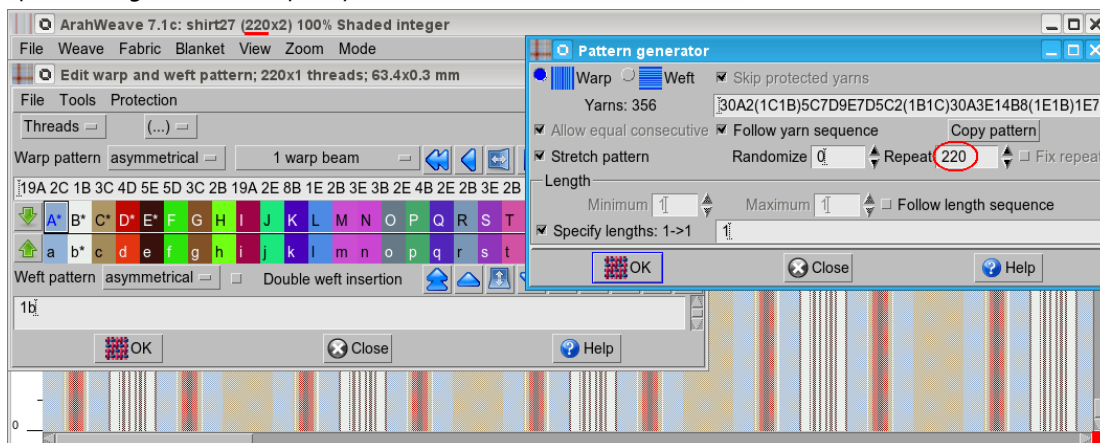 ArahWeave 7.1c: shirt27 (220x2) 100% Shaded integer
File Weave Fabric Blanket View Zoom Mode
Edit warp and weft pattern; 220x1 threads; 63.4x0.3 mm
File Tools Protection
Threads (...)
Warp pattern asymmetrical 1 warp beam
19A 2C 1B 3C 4D 5E 5D 3C 2B 19A 2E 8B 1E 2B 3E 3B 2E 4B 2E 2B 3E 2B
A* B* C* D* E* F G H I J K L M N O P Q R S T
a b* c d e f g h i j k l m n o p q r s t
Weft pattern asymmetrical Double weft insertion
1b
OK Close Help
0
Pattern generator
Warp Weft Skip protected yarns
Yarns: 356 30A2(1C1B)5C7D9E7D5C2(1B1C)30A3E14B8(1E1B)1E7
Allow equal consecutive Follow yarn sequence Copy pattern
Stretch pattern Randomize 0 Repeat 220 Fix repeat
Length
Minimum 1 Maximum 1 Follow length sequence
Specify lengths: 1->1 1
OK Close Help